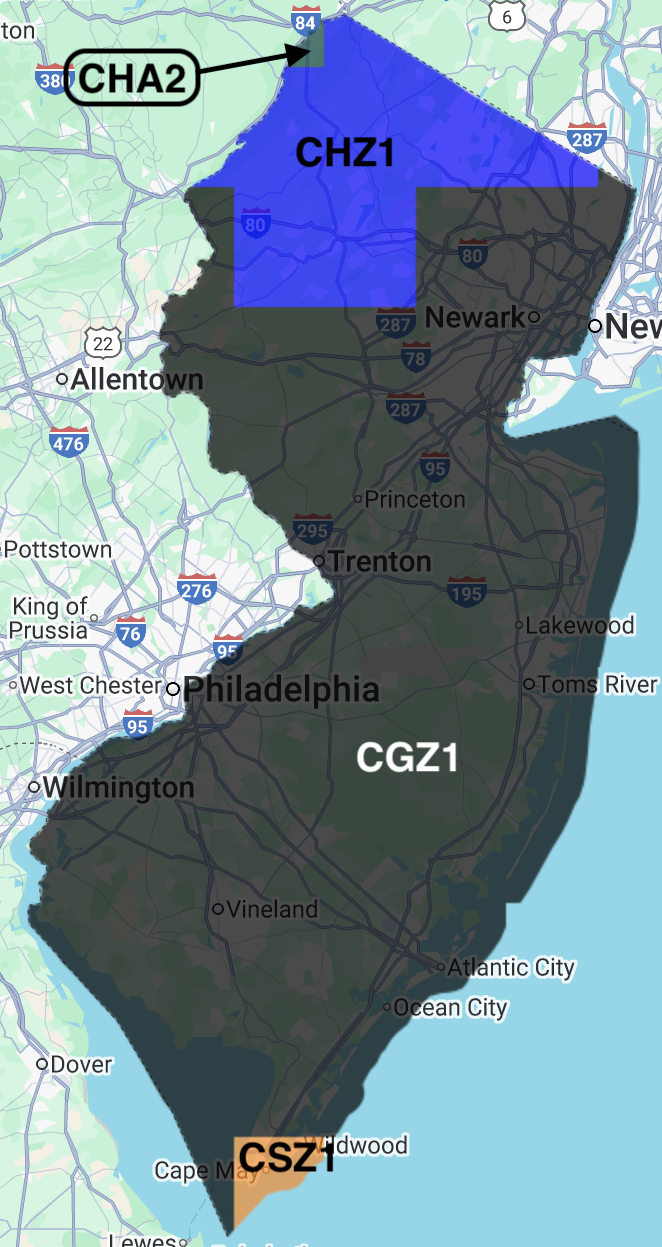 ton
84
6
380
CHA2
287
CHZ1
80
80
287
Newark
New
22
78
Allentown
287
476
95
Princeton
295
Pottstown
Trenton
276
195
King of
Prussia
76
Lakewood
95
West Chester
Philadelphia
Toms River
95
CGZ1
Wilmington
Vineland
Atlantic City
Ocean City
Dover
Wildwood
CSZ1
Cape May
Lewes